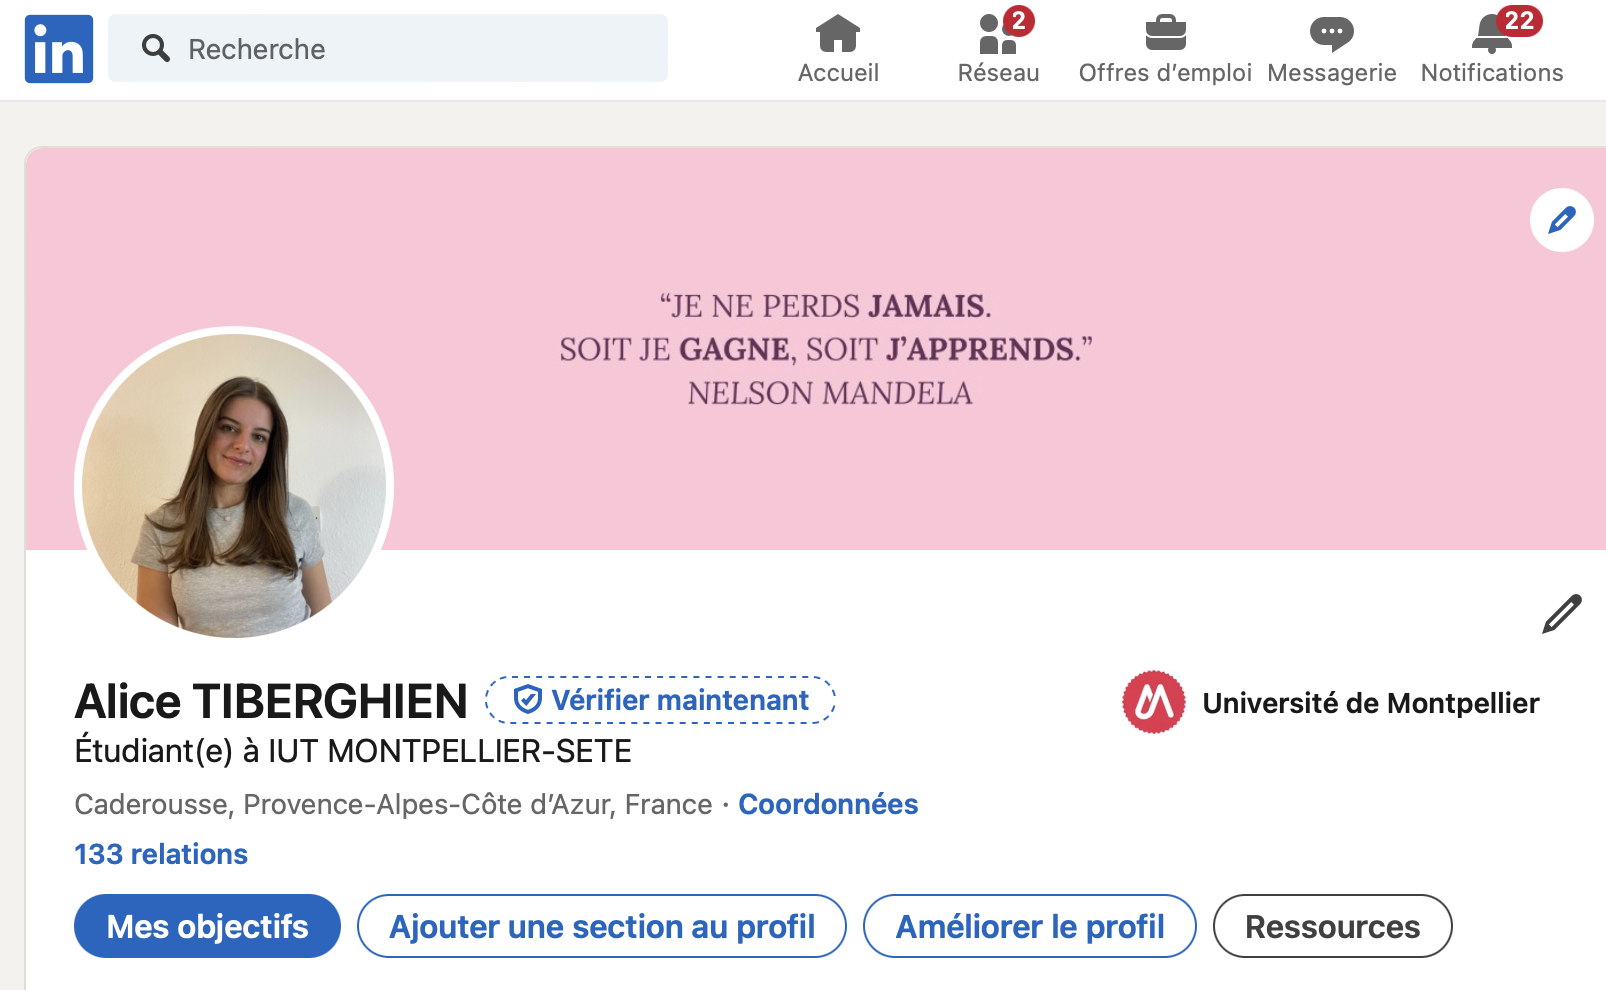 in
Recherche
Accueil
2
Réseau
Offres d’emploi
Messagerie
22
Notifications
“JE NE PERDS JAMAIS.
SOIT JE GAGNE, SOIT J’APPRENDS.”
NELSON MANDELA
Alice TIBERGHIEN
Vérifier maintenant
Université de Montpellier
Étudiant(e) à IUT MONTPELLIER-SETE
Caderousse, Provence-Alpes-Côte d’Azur, France · Coordonnées
133 relations
Mes objectifs
Ajouter une section au profil
Améliorer le profil
Ressources